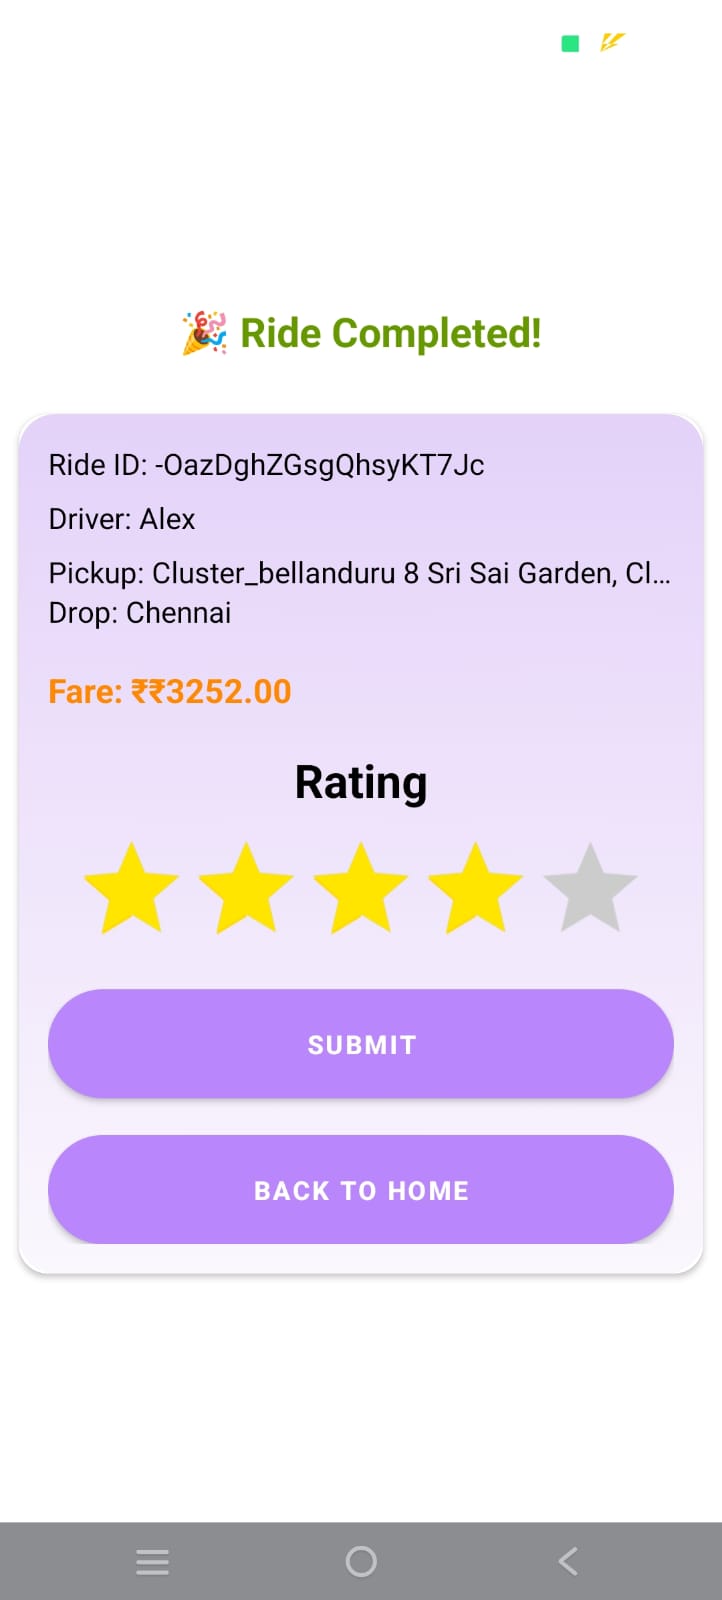 🎉 Ride Completed!
Ride ID: -OazDghZGsgQhsyKT7Jc
Driver: Alex
Pickup: Cluster_bellanduru 8 Sri Sai Garden, Cl...
Drop: Chennai
Fare: ₹₹3252.00
Rating
SUBMIT
BACK TO HOME